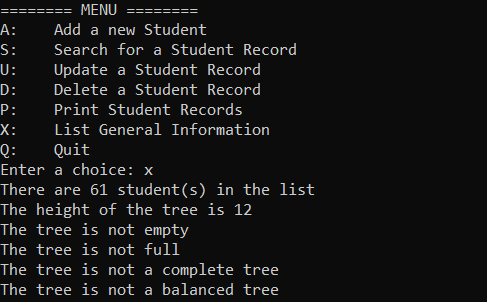 ======== MENU ========
A:    Add a new Student
S:    Search for a Student Record
U:    Update a Student Record
D:    Delete a Student Record
P:    Print Student Records
X:    List General Information
Q:    Quit
Enter a choice: x
There are 61 student(s) in the list
The height of the tree is 12
The tree is not empty
The tree is not full
The tree is not a complete tree
The tree is not a balanced tree